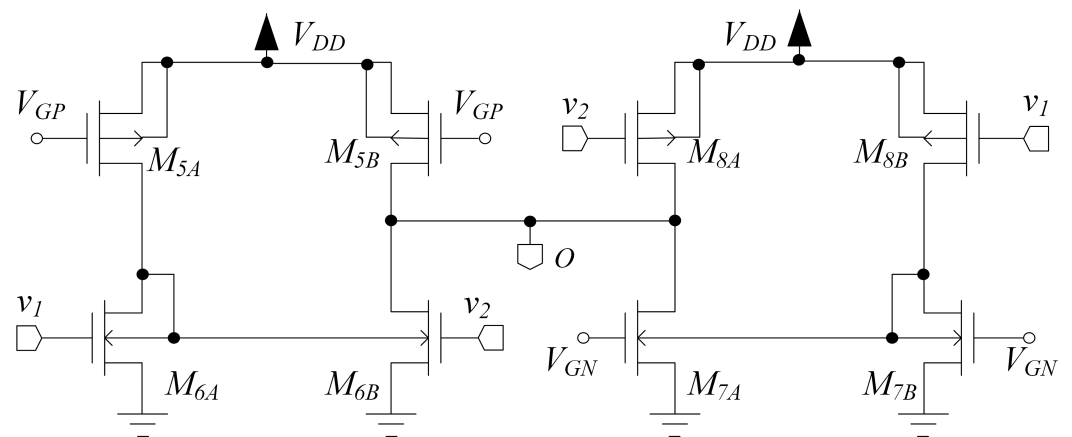 V_DD V_DD
V_GP V_GP v_2 v_1
M_5A M_5B M_8A M_8B
O
v_1 v_2
V_GN V_GN
M_6A M_6B M_7A M_7B